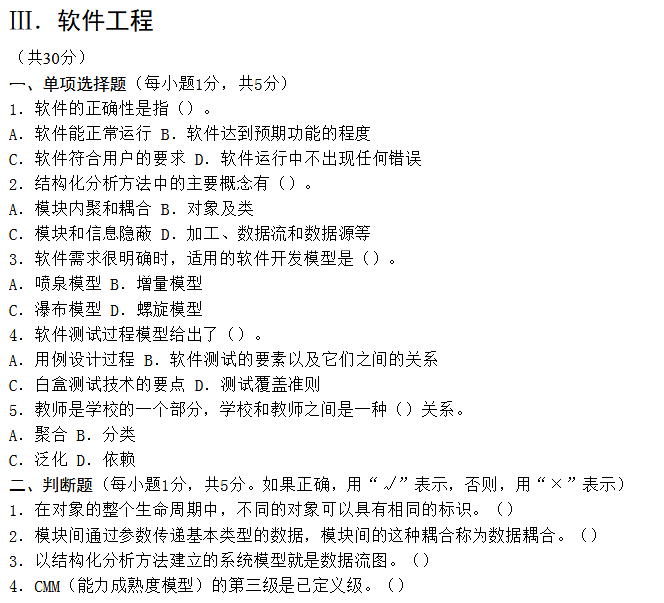 III．软件工程
（共30分）
一、单项选择题（每小题1分，共5分）
1．软件的正确性是指（）。
A．软件能正常运行 B．软件达到预期功能的程度
C．软件符合用户的要求 D．软件运行中不出现任何错误
2．结构化分析方法中的主要概念有（）。
A．模块内聚和耦合 B．对象及类
C．模块和信息隐蔽 D．加工、数据流和数据源等
3．软件需求很明确时，适用的软件开发模型是（）。
A．喷泉模型 B．增量模型
C．瀑布模型 D．螺旋模型
4．软件测试过程模型给出了（）。
A．用例设计过程 B．软件测试的要素以及它们之间的关系
C．白盒测试技术的要点 D．测试覆盖准则
5．教师是学校的一个部分，学校和教师之间是一种（）关系。
A．聚合 B．分类
C．泛化 D．依赖
二、判断题（每小题1分，共5分。如果正确，用“√”表示，否则，用“×”表示）
1．在对象的整个生命周期中，不同的对象可以具有相同的标识。（）
2．模块间通过参数传递基本类型的数据，模块间的这种耦合称为数据耦合。（）
3．以结构化分析方法建立的系统模型就是数据流图。（）
4．CMM（能力成熟度模型）的第三级是已定义级。（）